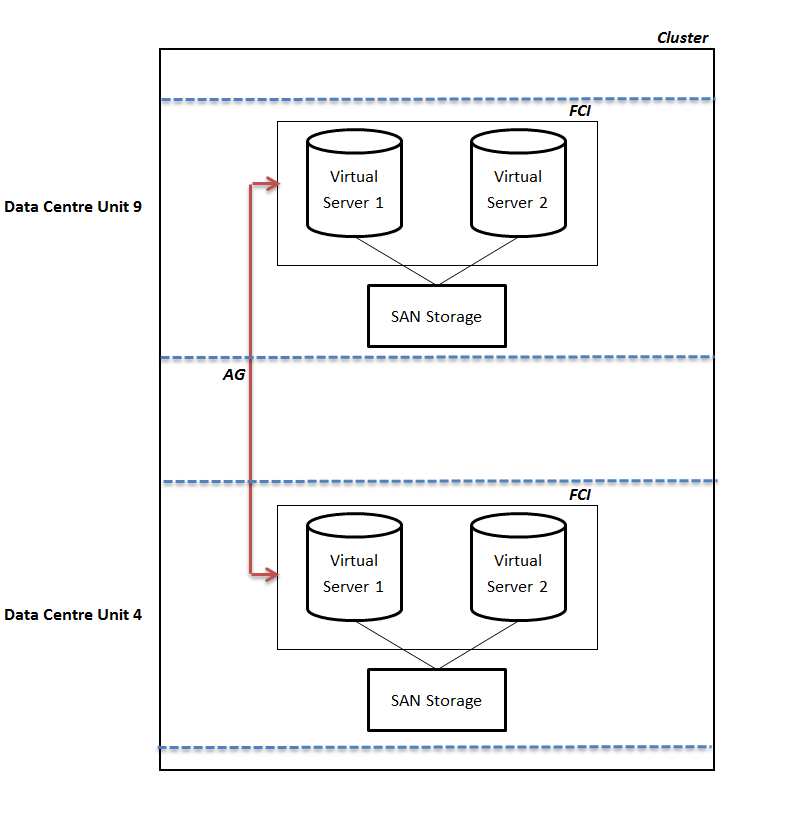 Cluster
FCI
Virtual
Server 1
Virtual
Server 2
Data Centre Unit 9
SAN Storage
AG
FCI
Virtual
Server 1
Virtual
Server 2
Data Centre Unit 4
SAN Storage